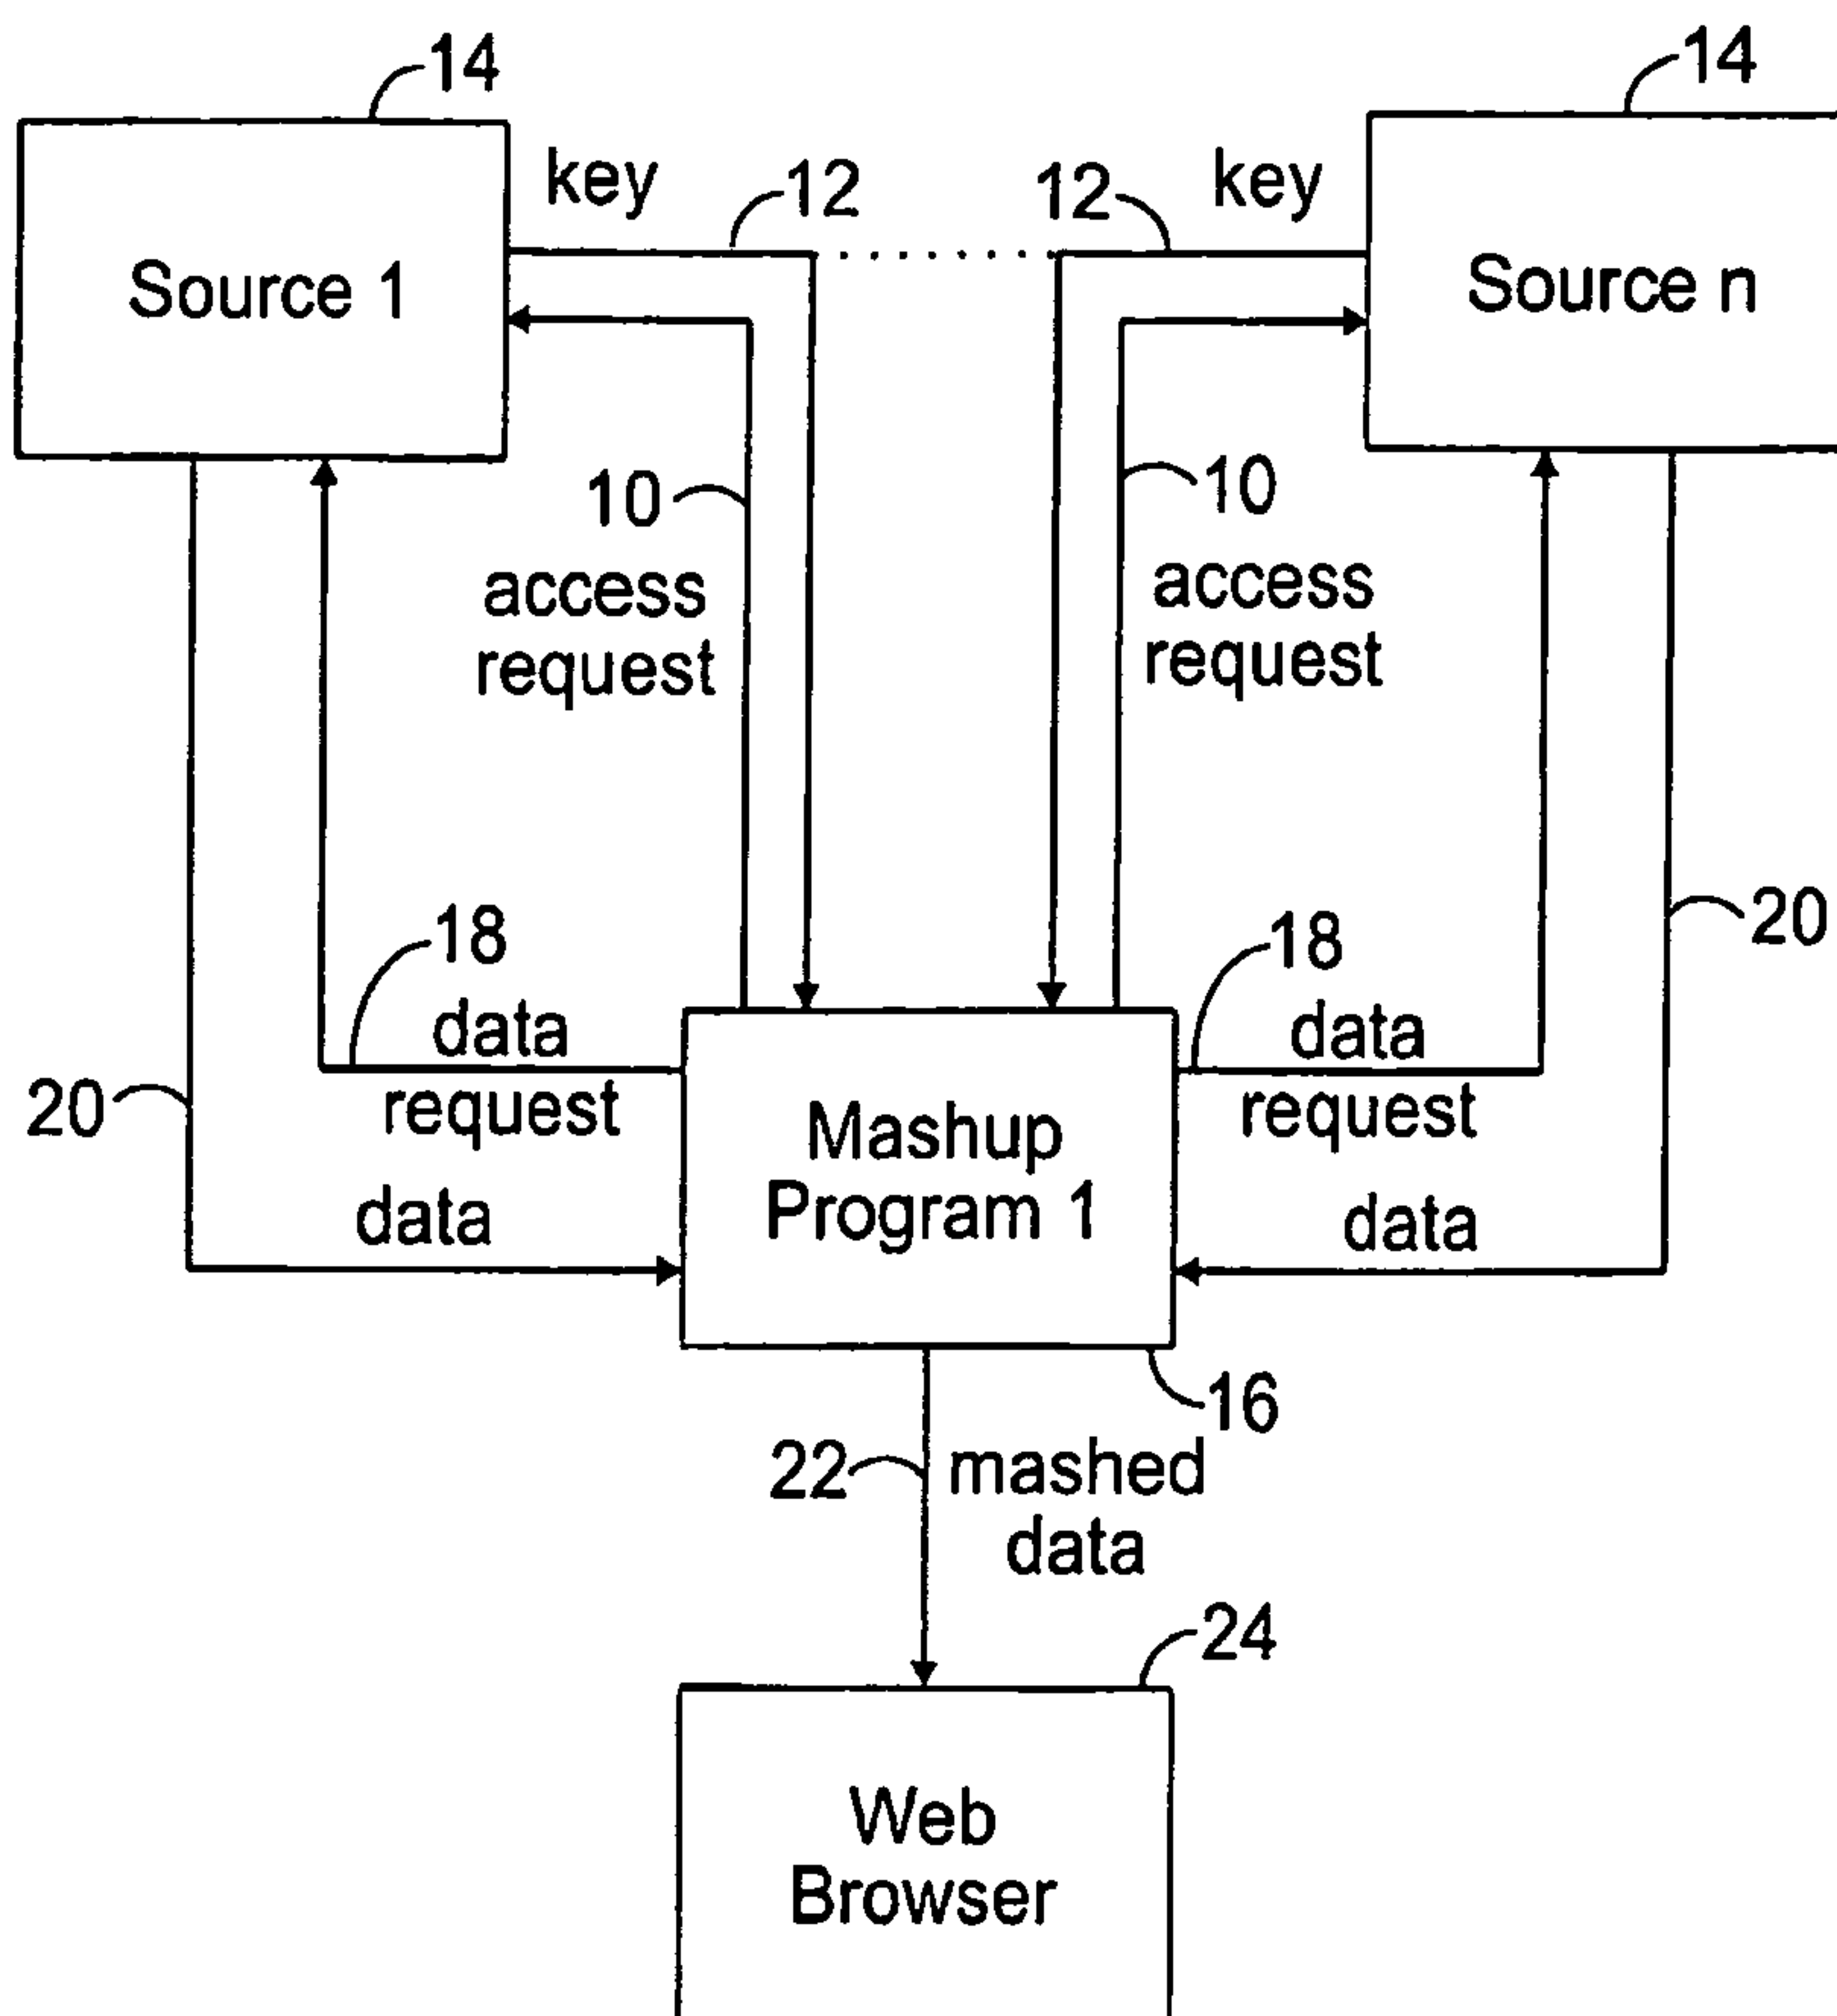 14
14
key
12
12
key
Source 1
Source n
10
access
request
10
access
request
18
data
request
18
data
request
20
20
data
Mashup
Program 1
data
16
22
mashed
data
24
Web
Browser